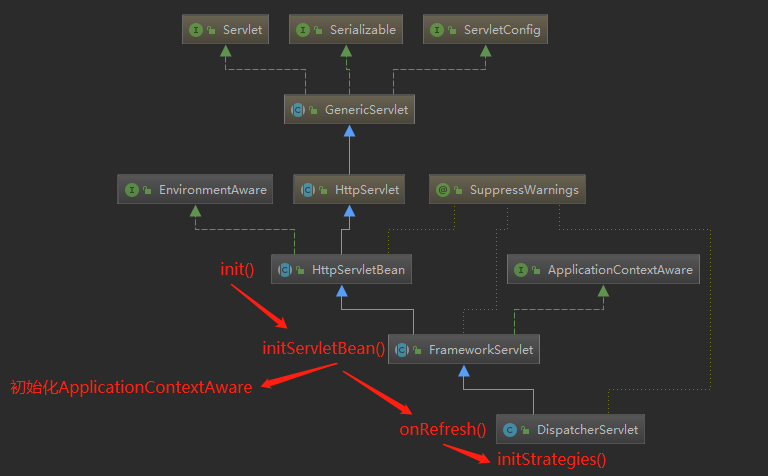 Servlet
Serializable
ServletConfig
GenericServlet
EnvironmentAware
HttpServlet
SuppressWarnings
init()
HttpServletBean
ApplicationContextAware
initServletBean()
FrameworkServlet
初始化ApplicationContextAware
onRefresh()
DispatcherServlet
initStrategies()